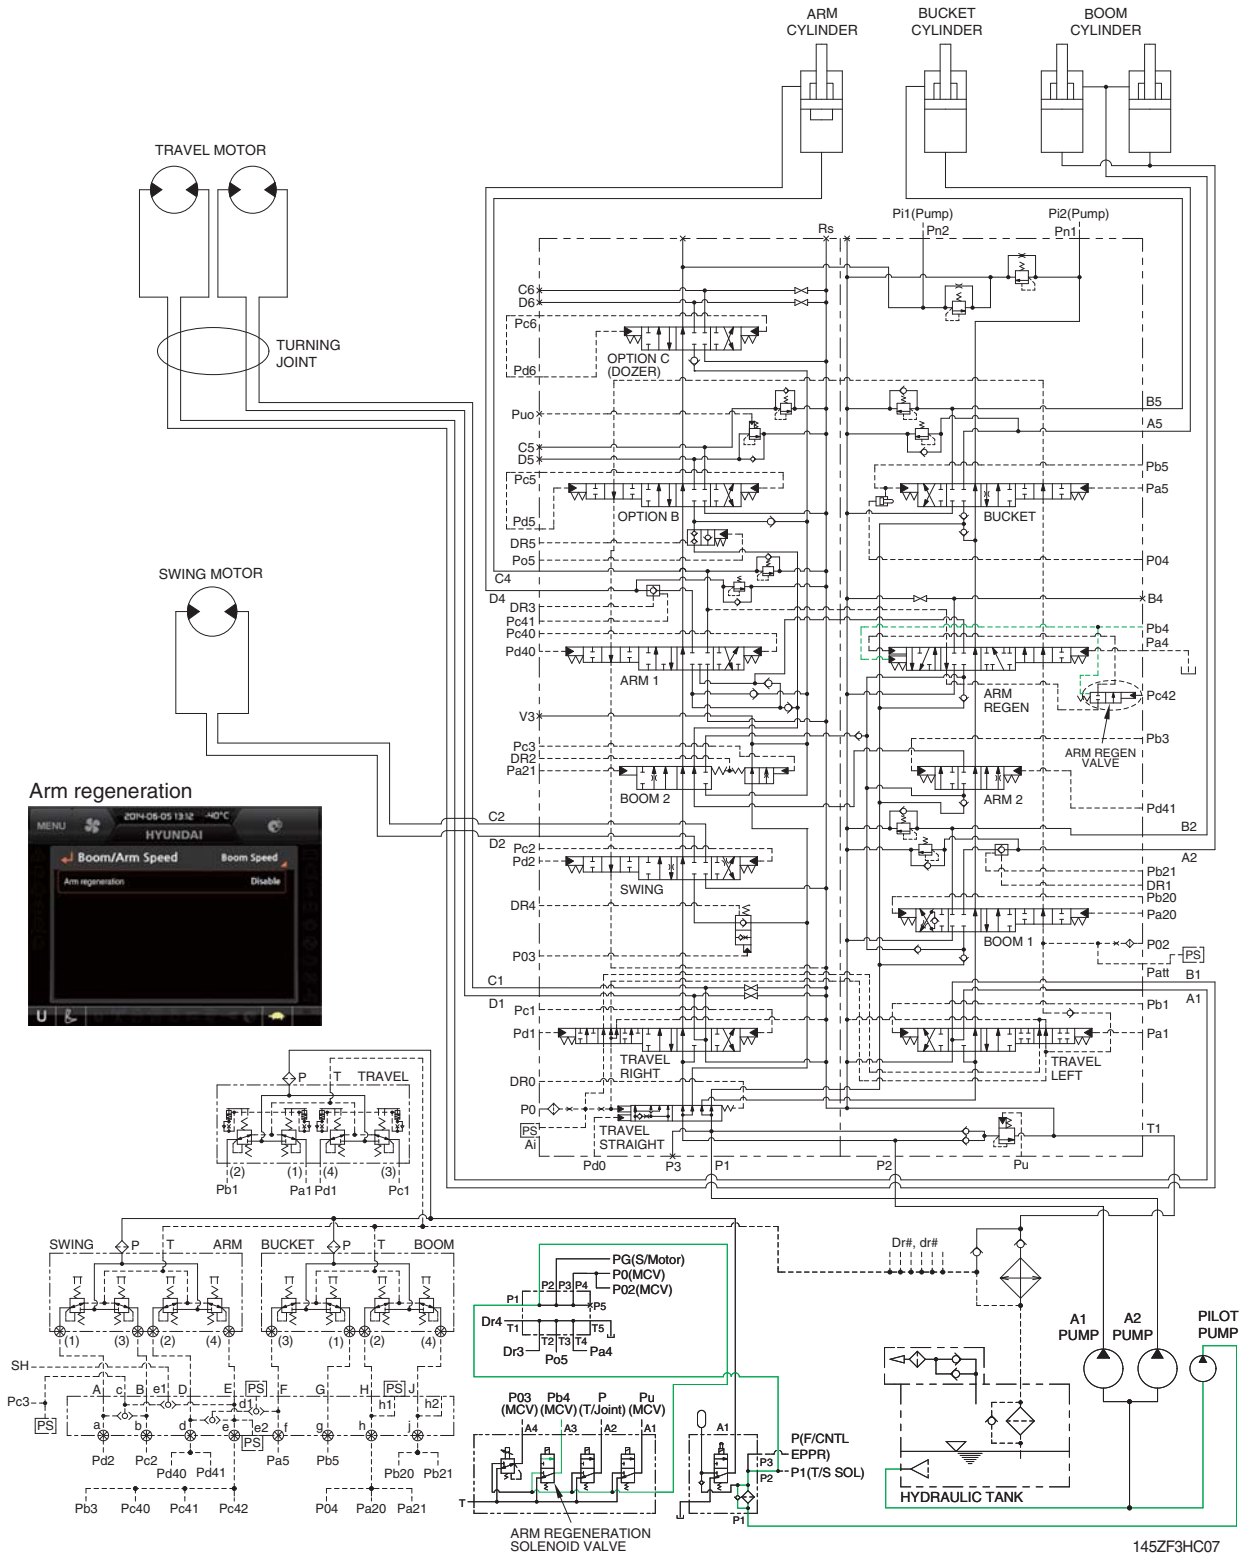 ARM
CYLINDER
BUCKET
CYLINDER
BOOM
CYLINDER
TRAVEL MOTOR
TURNING
JOINT
SWING MOTOR
Pi1(Pump)
Pn2
Pi2(Pump)
Pn1
Rs
C6
D6
Pc6
Pd6
OPTION C
(DOZER)
Puo
C5
D5
Pc5
Pd5
OPTION B
DR5
Po5
B5
A5
Pb5
Pa5
BUCKET
P04
C4
D4
DR3
Pc41
Pc40
Pd40
ARM 1
B4
Pb4
Pa4
ARM
REGEN
Pc42
ARM REGEN
VALVE
V3
Pc3
DR2
Pa21
BOOM 2
Pb3
ARM 2
Pd41
C2
D2
Pc2
Pd2
SWING
B2
A2
Pb21
DR1
Pb20
Pa20
BOOM 1
DR4
P03
P02
PS
Patt
C1
D1
Pc1
Pd1
TRAVEL
RIGHT
B1
A1
Pb1
Pa1
TRAVEL
LEFT
DR0
P0
PS
Ai
TRAVEL
STRAIGHT
Pd0
P3
P1
P2
Pu
T1
Arm regeneration
MENU
2014-06-05 13:12 -40°C
HYUNDAI
Boom/Arm Speed
Boom Speed
Arm regeneration
Disable
U
P
T
TRAVEL
(2)
(1)
(4)
(3)
Pb1
Pa1
Pd1
Pc1
SWING
P
T
ARM
BUCKET
P
T
BOOM
(1)
(3)
(2)
(4)
(3)
(1)
(2)
(4)
SH
Pc3
PS
A
c
B
e1
D
E
PS
F
G
H
PS
J
d1
h1
h2
a
b
d
e
e2
f
g
h
j
PS
Pd2
Pc2
Pd40
Pd41
Pa5
Pb5
Pb20
Pb21
Pb3
Pc40
Pc41
Pc42
P04
Pa20
Pa21
PG(S/Motor)
P0(MCV)
P02(MCV)
P2
P3
P4
P1
P5
Dr4
T1
T5
T2
T3
T4
Dr3
Po5
Pa4
P03
(MCV)
Pb4
(MCV)
P
(T/Joint)
Pu
(MCV)
A4
A3
A2
A1
T
ARM REGENERATION
SOLENOID VALVE
A1
P(F/CNTL
EPPR)
P3
P2
P1(T/S SOL)
P1
Dr#, dr#
A1
PUMP
A2
PUMP
PILOT
PUMP
HYDRAULIC TANK
145ZF3HC07